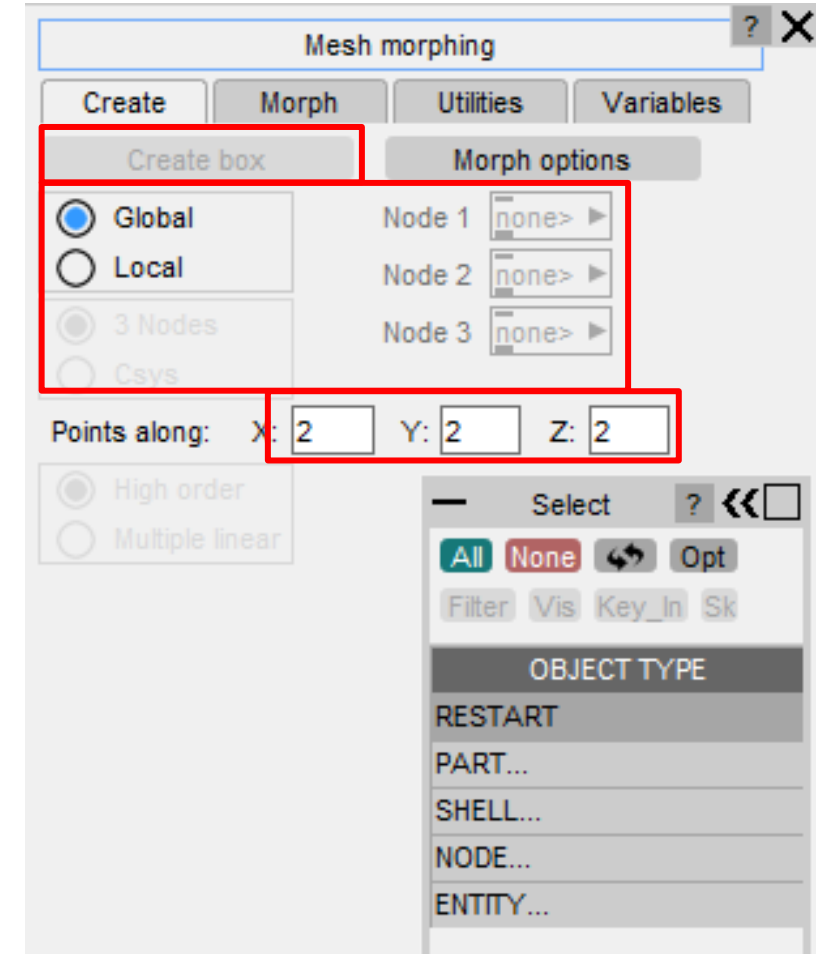 Mesh morphing ?
Create Morph Utilities Variables
Create box Morph options
Global Node 1 none>
Local Node 2 none>
3 Nodes Node 3 none>
Csys
Points along: X: 2 Y: 2 Z: 2
High order
Multiple linear
Select ?
All None Opt
Filter Vis Key_In Sk
OBJECT TYPE
RESTART
PART...
SHELL...
NODE...
ENTITY...